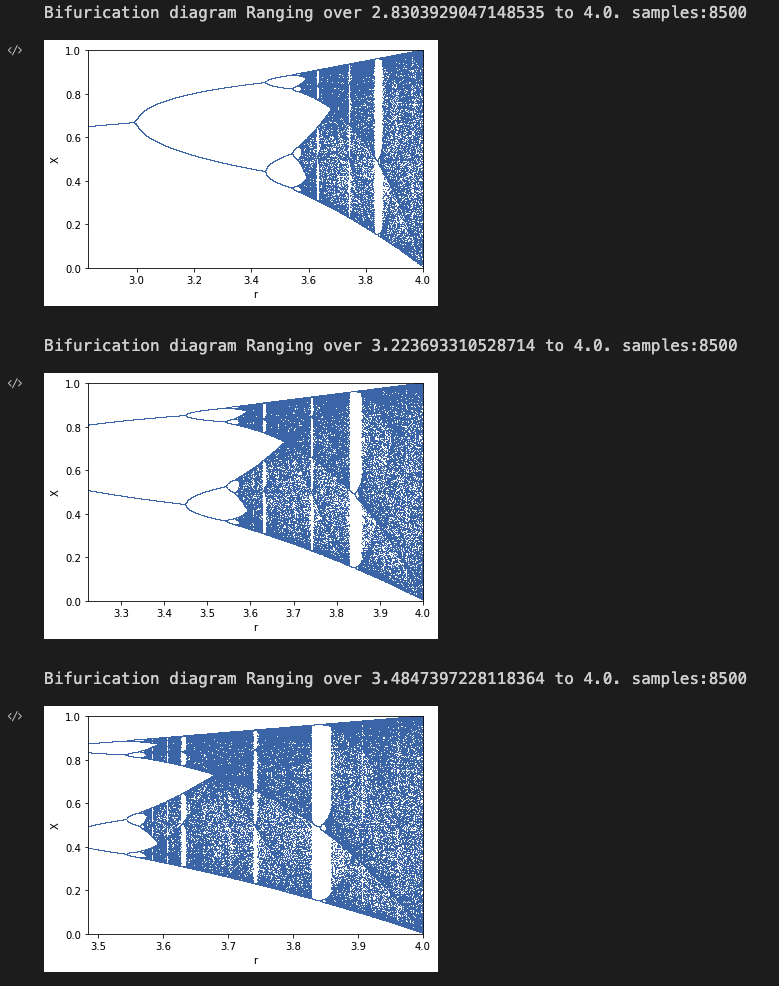 Bifurication diagram Ranging over 2.8303929047148535 to 4.0. samples:8500
</>
1.0
0.8
0.6
X
0.4
0.2
0.0
3.0 3.2 3.4 3.6 3.8 4.0
r
Bifurication diagram Ranging over 3.223693310528714 to 4.0. samples:8500
</>
1.0
0.8
0.6
X
0.4
0.2
0.0
3.3 3.4 3.5 3.6 3.7 3.8 3.9 4.0
r
Bifurication diagram Ranging over 3.4847397228118364 to 4.0. samples:8500
</>
1.0
0.8
0.6
X
0.4
0.2
0.0
3.5 3.6 3.7 3.8 3.9 4.0
r